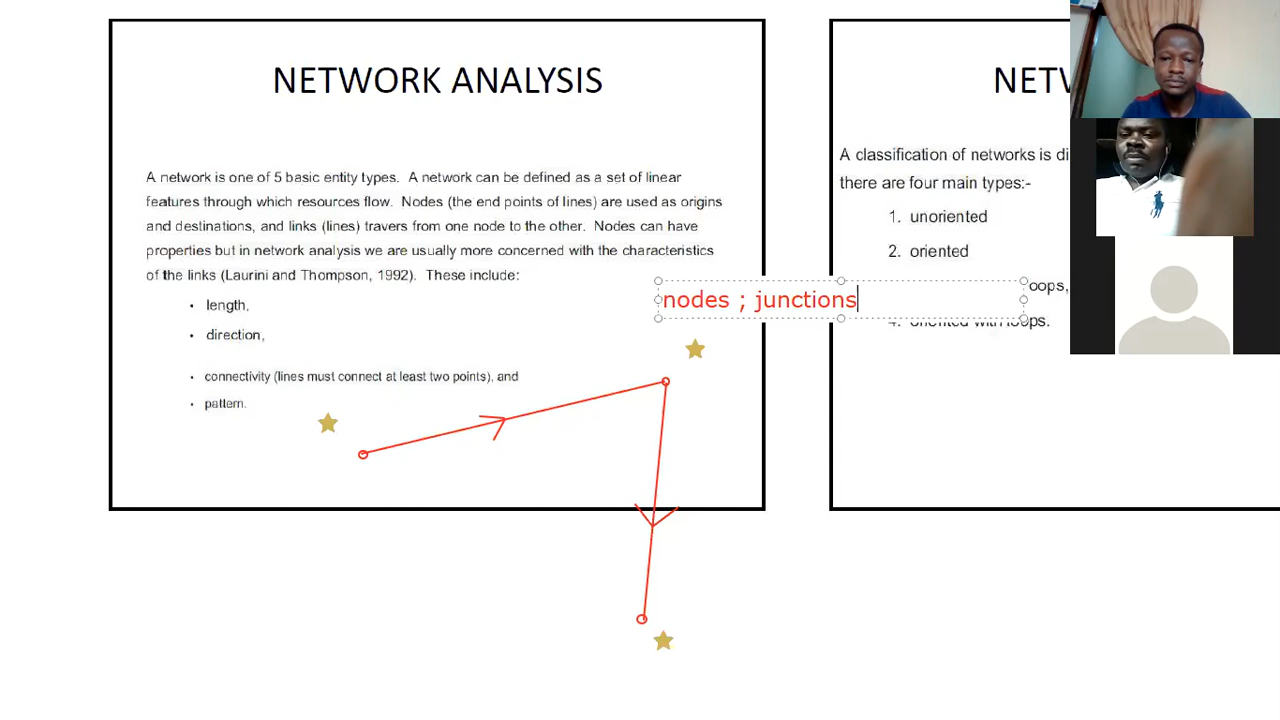 NETWORK ANALYSIS
A network is one of 5 basic entity types. A network can be defined as a set of linear
features through which resources flow. Nodes (the end points of lines) are used as origins
and destinations, and links (lines) travers from one node to the other. Nodes can have
properties but in network analysis we are usually more concerned with the characteristics
of the links (Laurini and Thompson, 1992). These include:
• length,
• direction,
• connectivity (lines must connect at least two points), and
• pattern.
nodes ; junctions
A classification of networks is di
there are four main types:-
1. unoriented
2. oriented
oops,
4. oriented with loops.